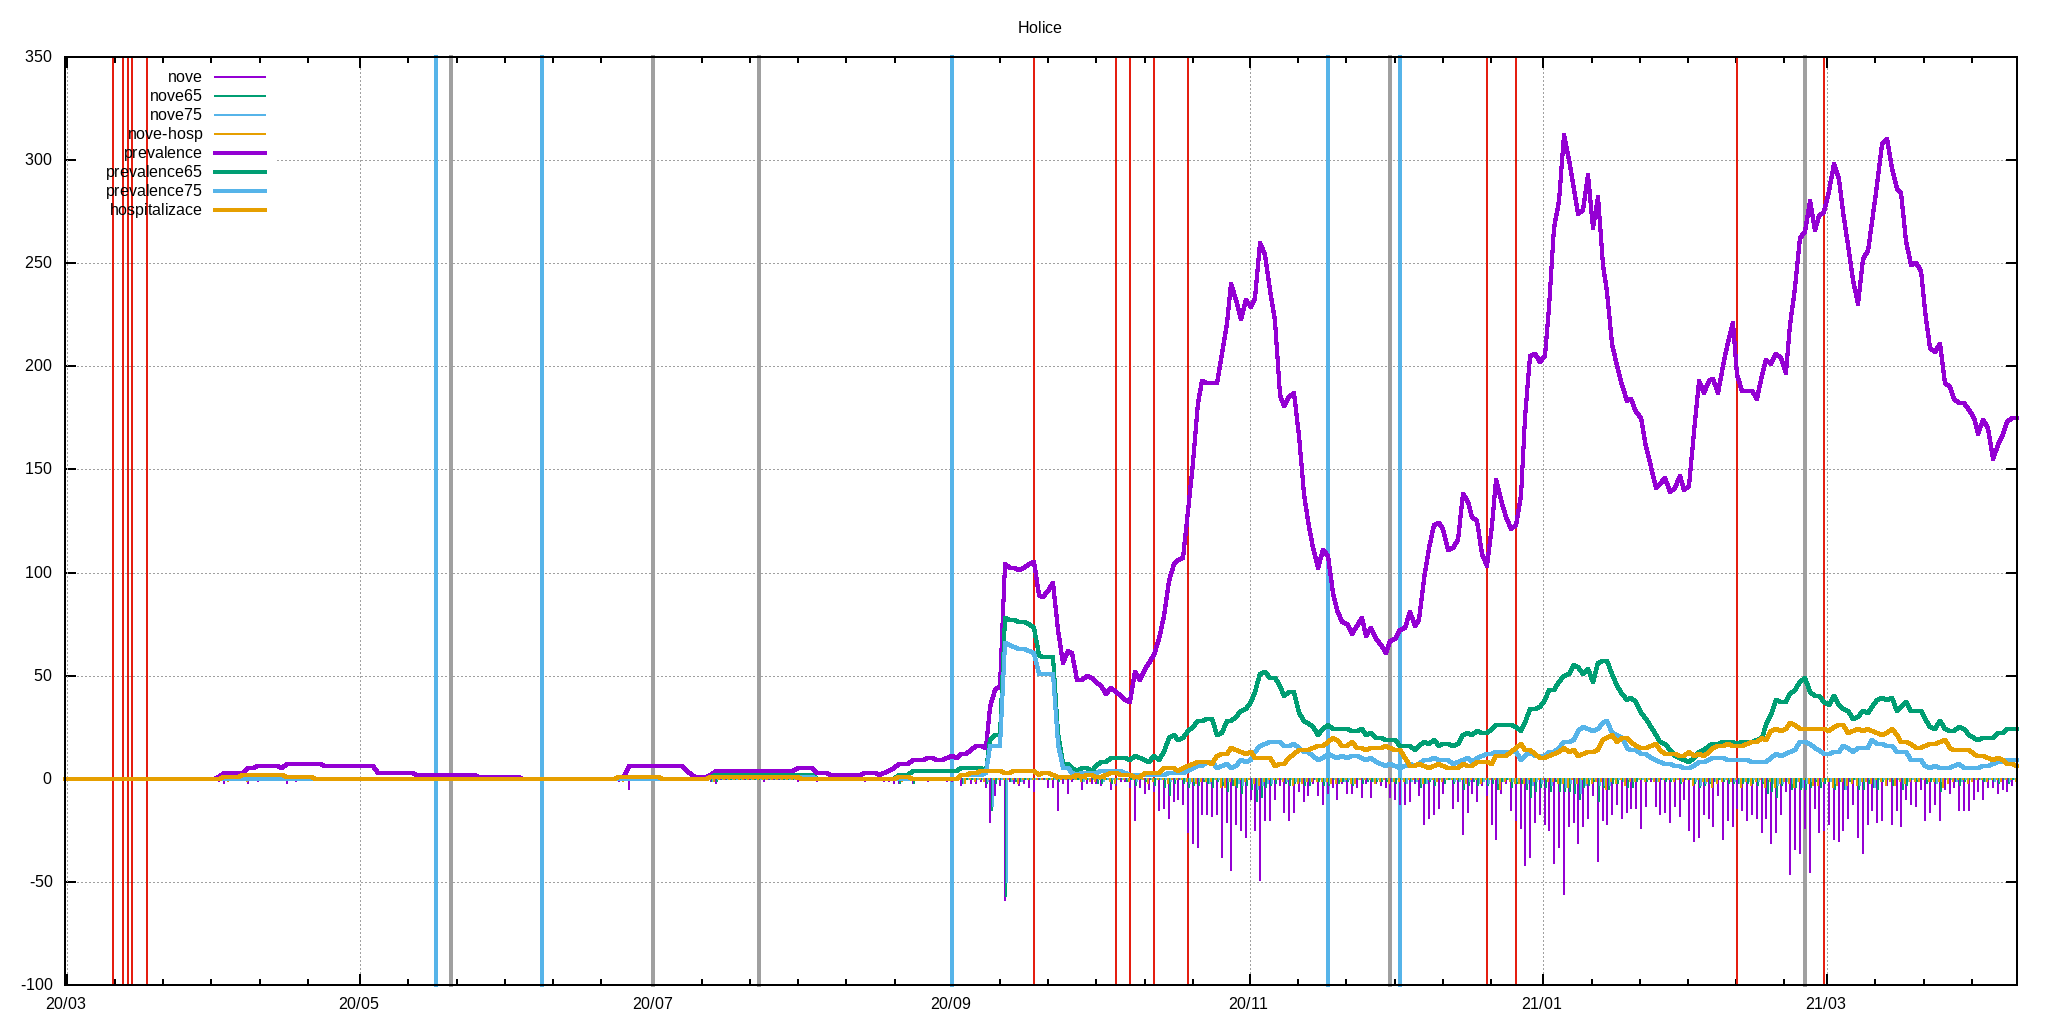 Holice
350
300
250
200
150
100
50
0
-50
-100
nove
nove65
nove75
nove-hosp
prevalence
prevalence65
prevalence75
hospitalizace
20/03 20/05 20/07 20/09 20/11 21/01 21/03